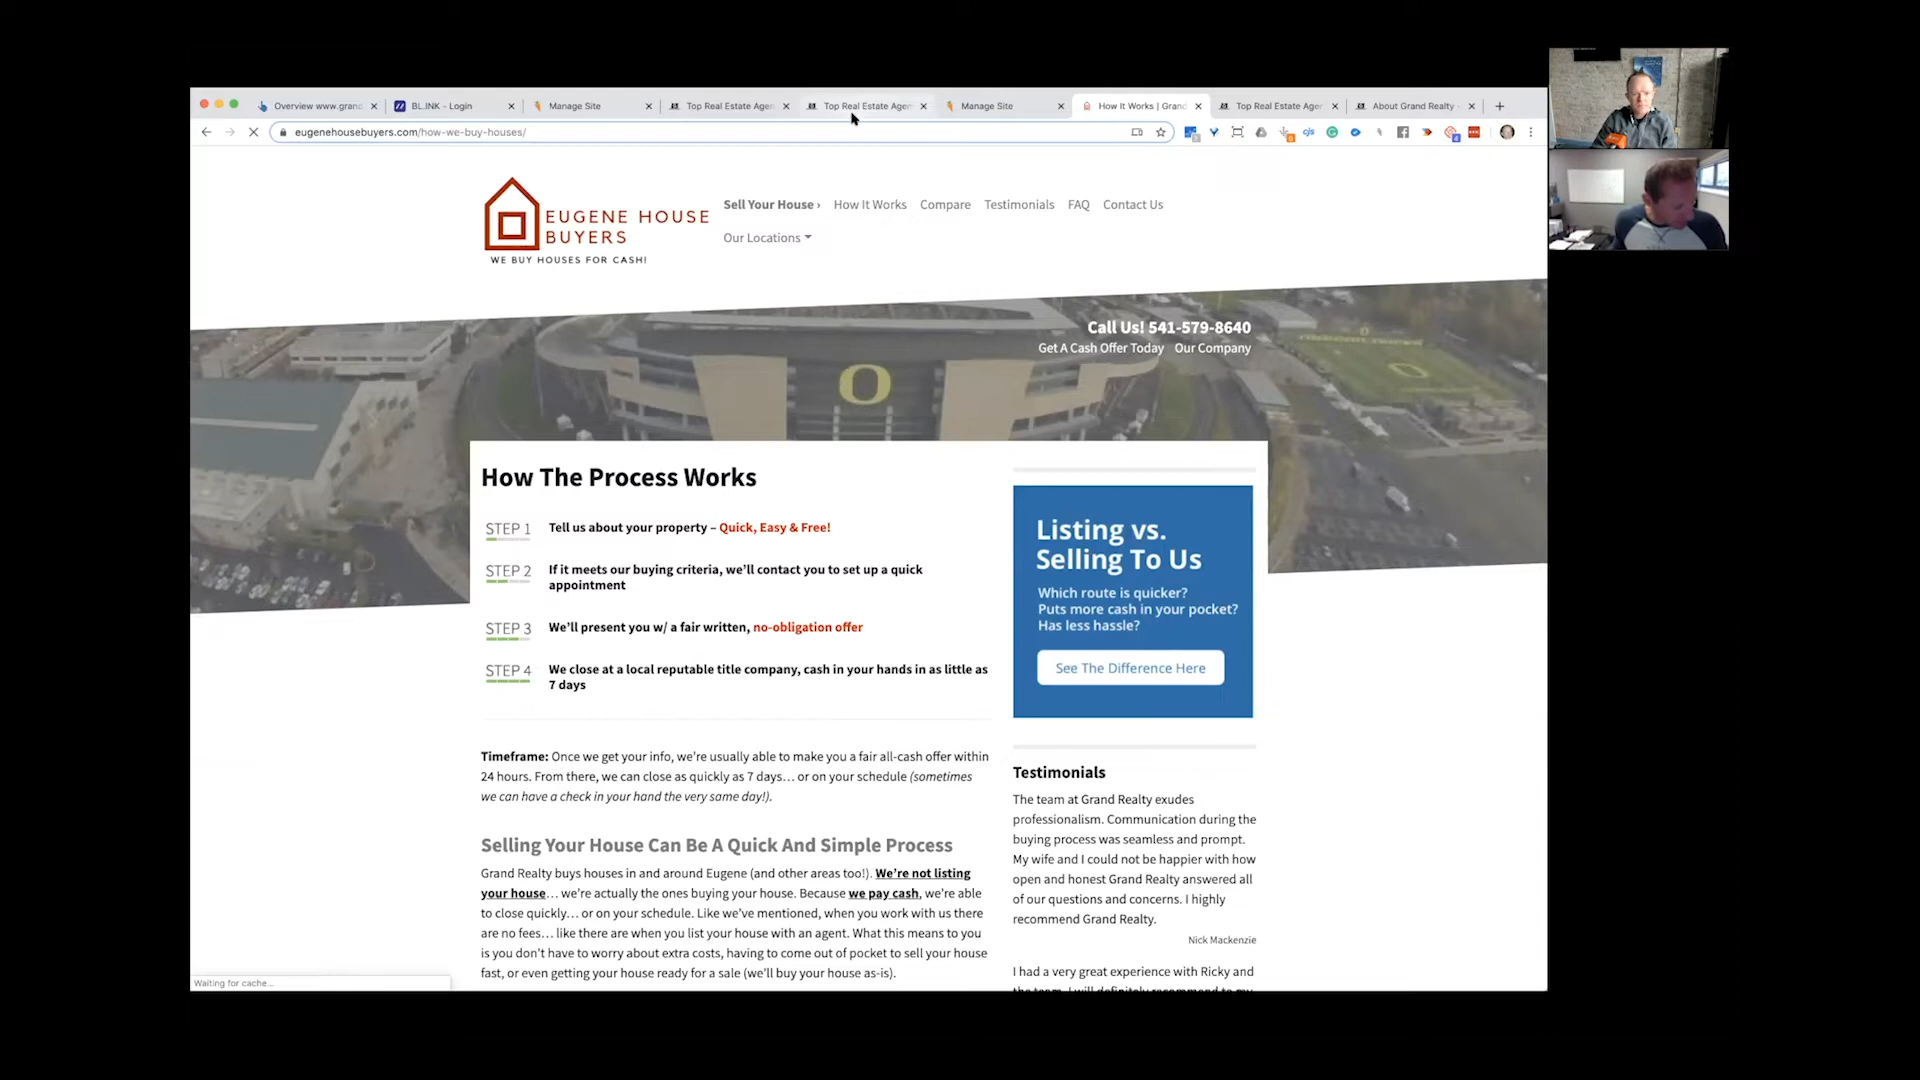 Overview www.grand
BL.INK - Login
Manage Site
Top Real Estate Agen
Top Real Estate Agen
Manage Site
How It Works | Grand
Top Real Estate Agen
About Grand Realty -
eugenehousebuyers.com/how-we-buy-houses/
EUGENE HOUSE
BUYERS
WE BUY HOUSES FOR CASH!
Sell Your House › How It Works Compare Testimonials FAQ Contact Us
Our Locations
Call Us! 541-579-8640
Get A Cash Offer Today Our Company
O
O
How The Process Works
STEP 1 Tell us about your property – Quick, Easy & Free!
STEP 2 If it meets our buying criteria, we’ll contact you to set up a quick
appointment
STEP 3 We’ll present you w/ a fair written, no-obligation offer
STEP 4 We close at a local reputable title company, cash in your hands in as little as
7 days
Timeframe: Once we get your info, we’re usually able to make you a fair all-cash offer within
24 hours. From there, we can close as quickly as 7 days… or on your schedule (sometimes
we can have a check in your hand the very same day!).
Selling Your House Can Be A Quick And Simple Process
Grand Realty buys houses in and around Eugene (and other areas too!). We’re not listing
your house… we’re actually the ones buying your house. Because we pay cash, we’re able
to close quickly… or on your schedule. Like we’ve mentioned, when you work with us there
are no fees… like there are when you list your house with an agent. What this means to you
is you don’t have to worry about extra costs, having to come out of pocket to sell your house
fast, or even getting your house ready for a sale (we’ll buy your house as-is).
Listing vs.
Selling To Us
Which route is quicker?
Puts more cash in your pocket?
Has less hassle?
See The Difference Here
Testimonials
The team at Grand Realty exudes
professionalism. Communication during the
buying process was seamless and prompt.
My wife and I could not be happier with how
open and honest Grand Realty answered all
of our questions and concerns. I highly
recommend Grand Realty.
Nick Mackenzie
I had a very great experience with Ricky and
the team. I will definitely recommend to my
Waiting for cache...